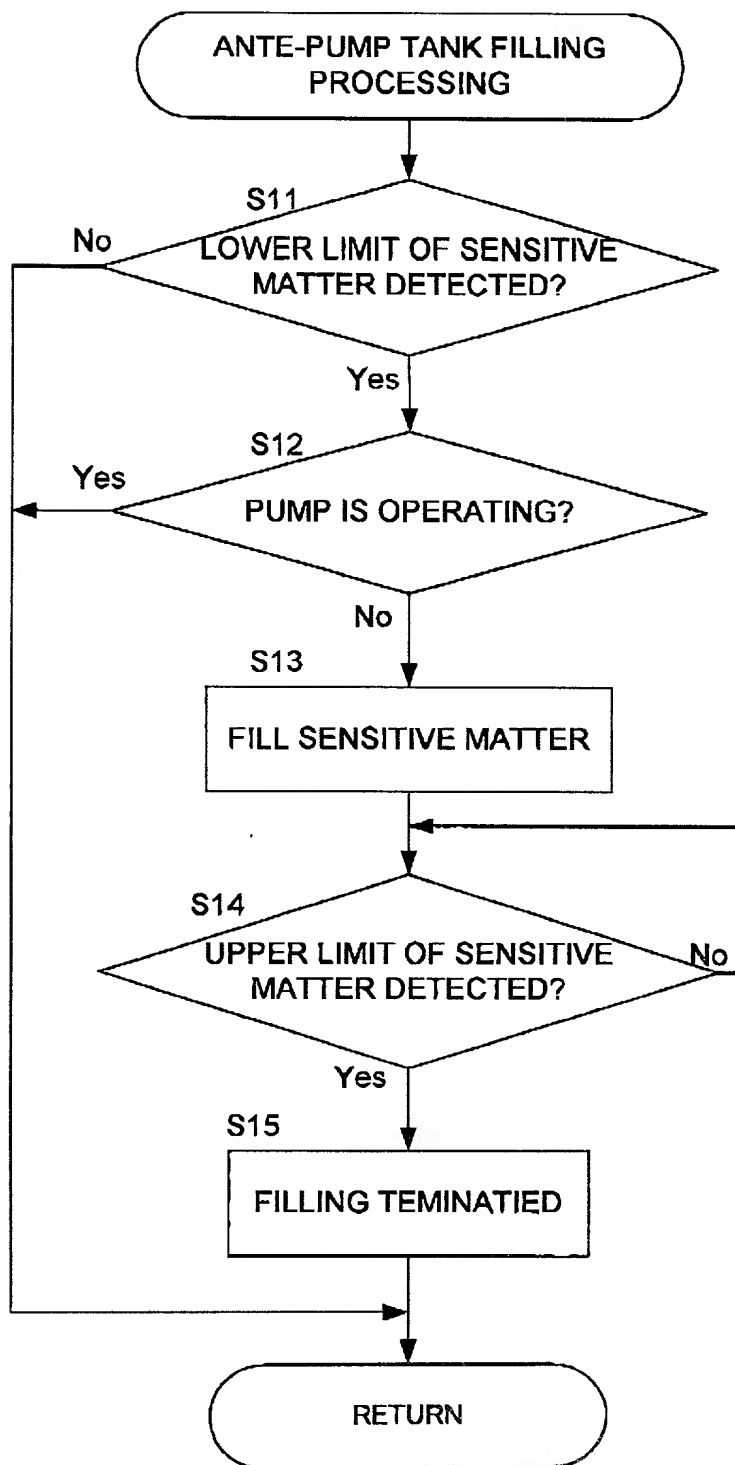 ANTE-PUMP TANK FILLING
PROCESSING
S11
No
LOWER LIMIT OF SENSITIVE
MATTER DETECTED?
Yes
S12
Yes
PUMP IS OPERATING?
No
S13
FILL SENSITIVE MATTER
S14
UPPER LIMIT OF SENSITIVE
MATTER DETECTED?
No
Yes
S15
FILLING TEMINATIED
RETURN